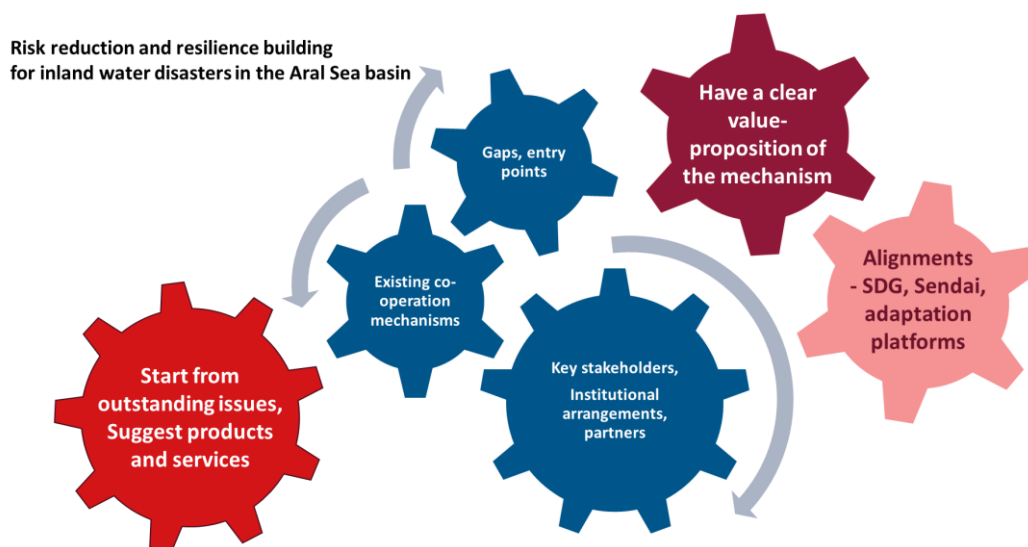 Risk reduction and resilience building
for inland water disasters in the Aral Sea basin
Gaps, entry
points
Have a clear
value-
proposition of
the mechanism
Existing co-
operation
mechanisms
Alignments
- SDG, Sendai,
adaptation
platforms
Start from
outstanding issues,
Suggest products
and services
Key stakeholders,
Institutional
arrangements,
partners